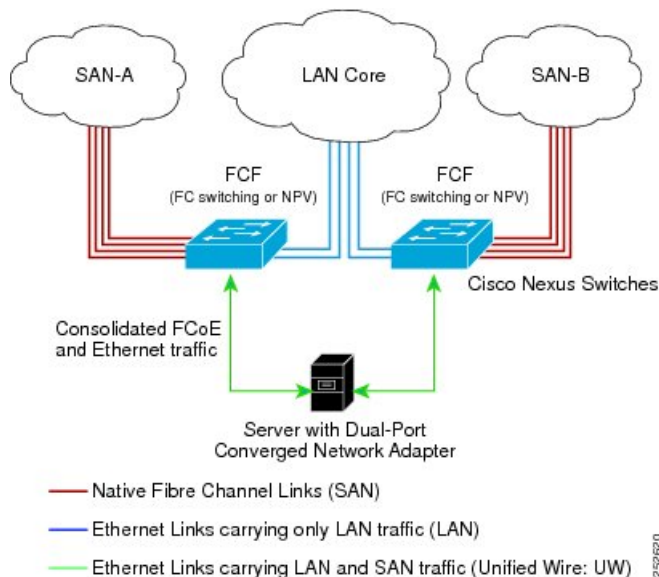 SAN-A
LAN Core
SAN-B
FCF
(FC switching or NPV)
FCF
(FC switching or NPV)
Cisco Nexus Switches
Consolidated FCoE
and Ethernet traffic
Server with Dual-Port
Converged Network Adapter
Native Fibre Channel Links (SAN)
Ethernet Links carrying only LAN traffic (LAN)
Ethernet Links carrying LAN and SAN traffic (Unified Wire: UW)
252620